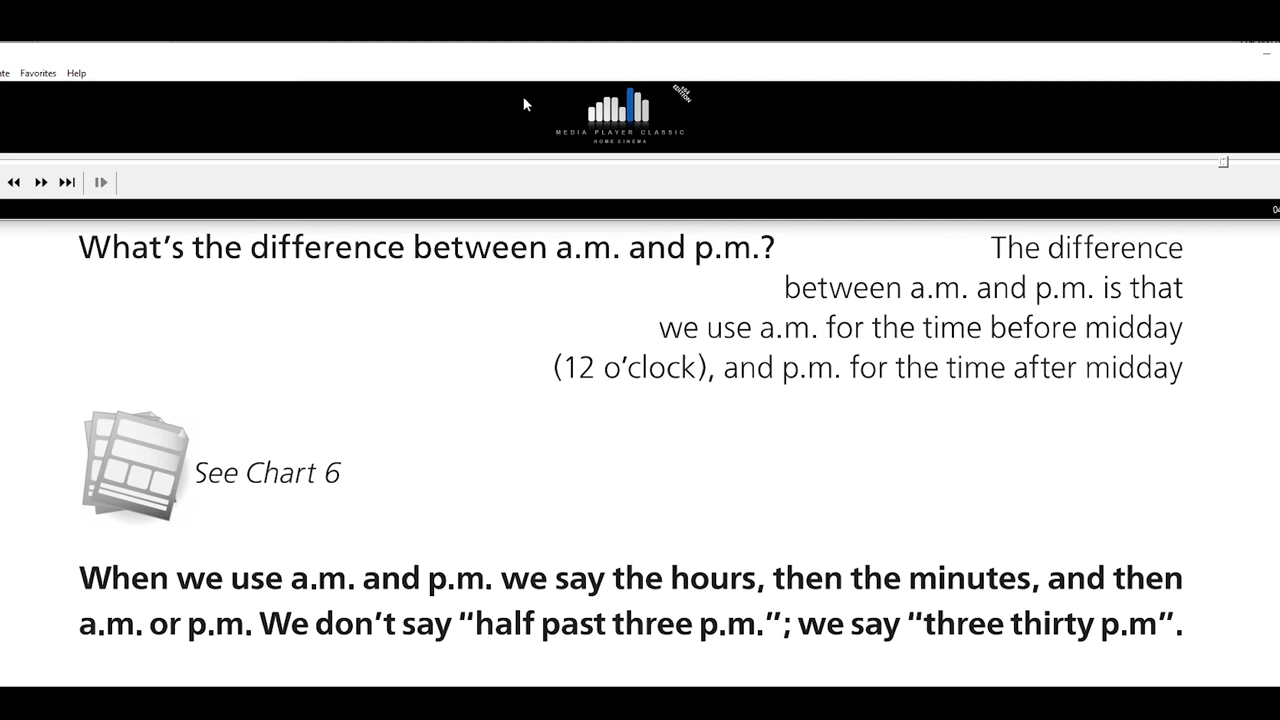 Favorites Help
EDITION
MEDIA PLAYER CLASSIC
HOME CINEMA
What's the difference between a.m. and p.m.? The difference
between a.m. and p.m. is that
we use a.m. for the time before midday
(12 o'clock), and p.m. for the time after midday
See Chart 6
When we use a.m. and p.m. we say the hours, then the minutes, and then
a.m. or p.m. We don't say “half past three p.m.”; we say “three thirty p.m”.